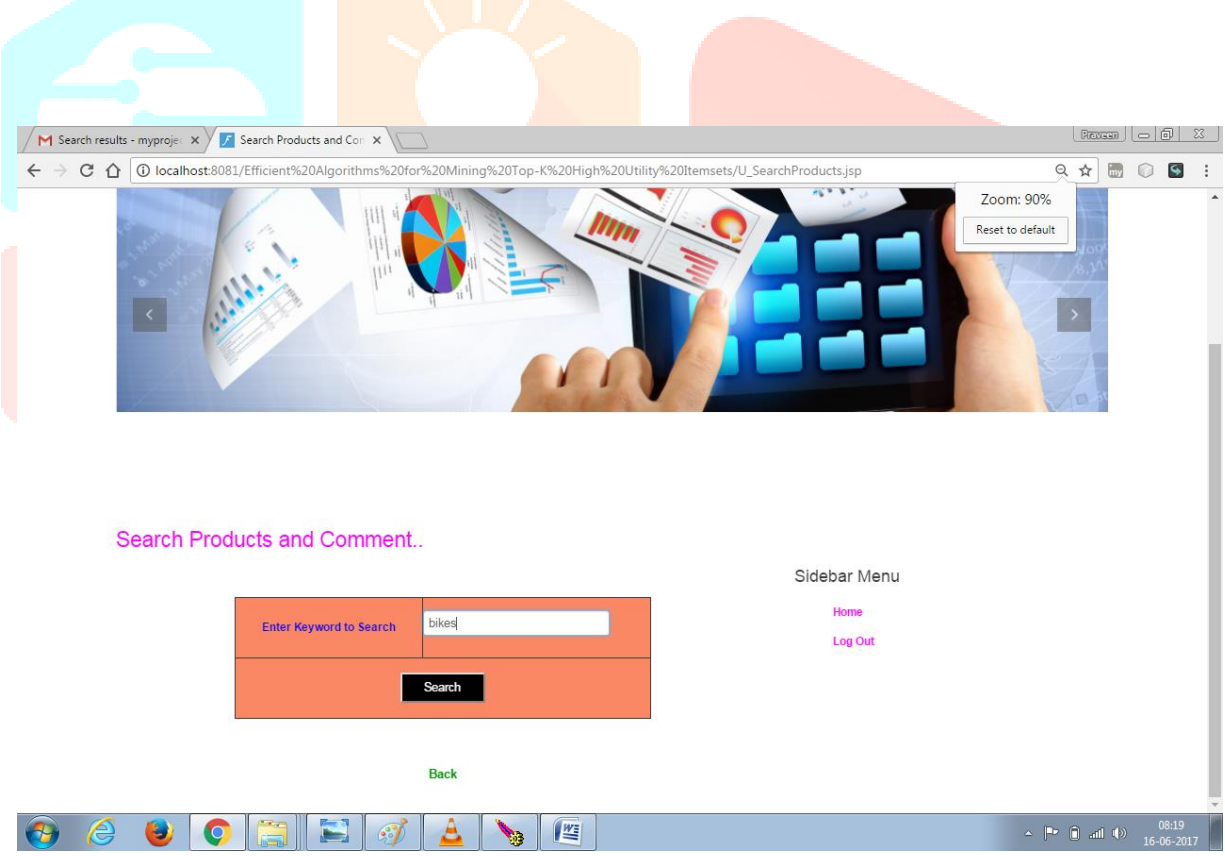 Search results - myproje
Search Products and Con
Praveen
localhost:8081/Efficient%20Algorithms%20for%20Mining%20Top-K%20High%20Utility%20Itemsets/U_SearchProducts.jsp
my
Zoom: 90%
Reset to default
Search Products and Comment..
Sidebar Menu
Home
Enter Keyword to Search
bikes
Log Out
Search
Back
08:19
16-06-2017